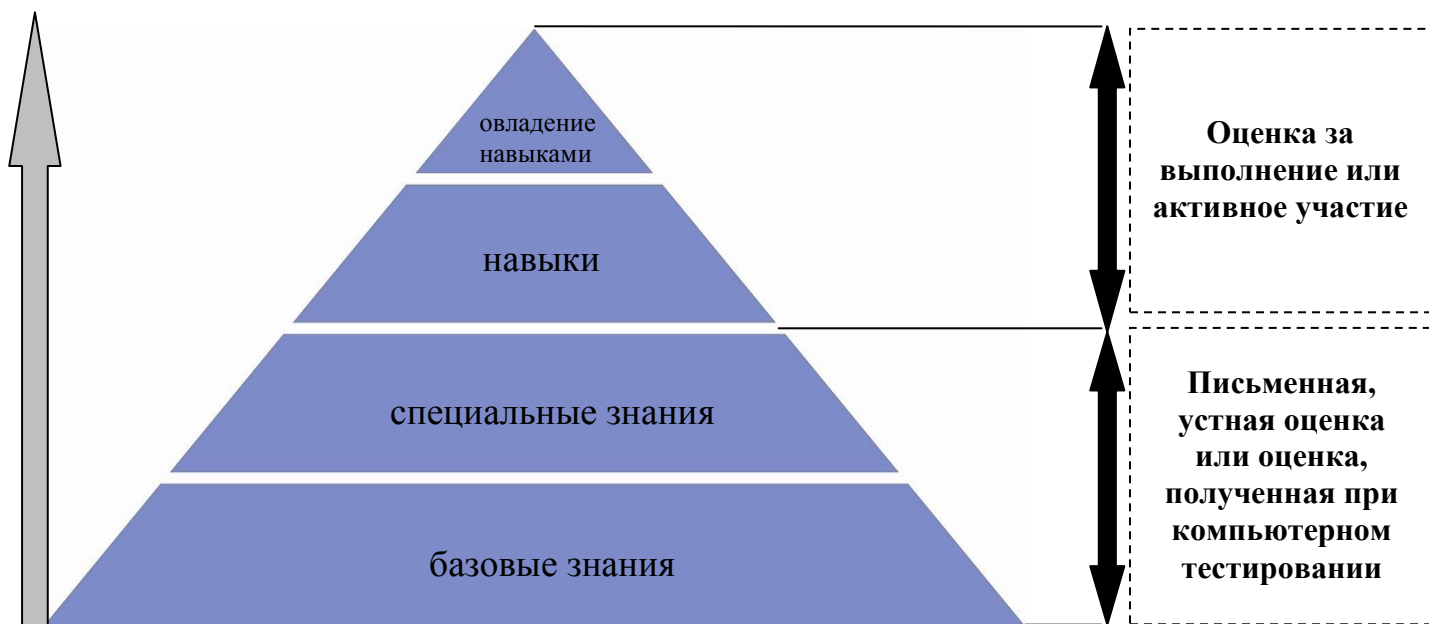 овладение
навыками
навыки
специальные знания
базовые знания
Оценка за
выполнение или
активное участие
Письменная,
устная оценка
или оценка,
полученная при
компьютерном
тестировании